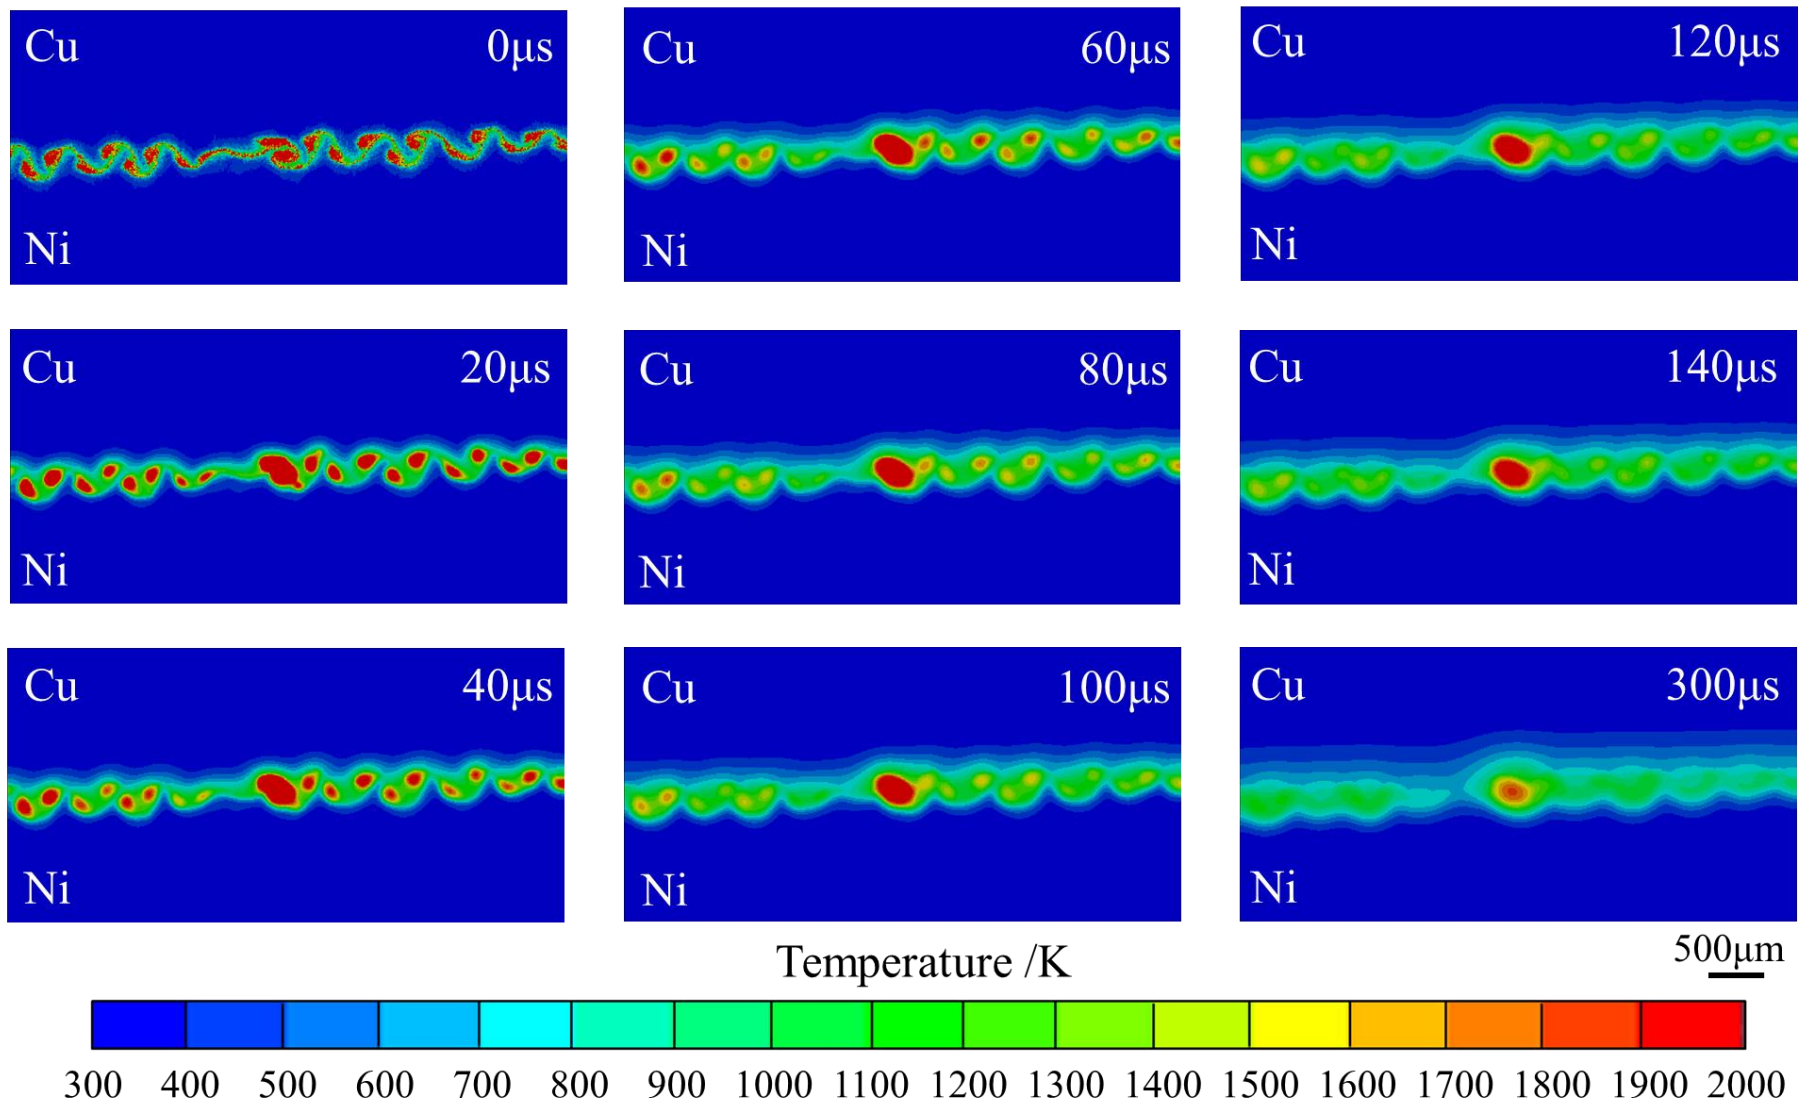 Cu 0μs
Ni
Cu 60μs
Ni
Cu 120μs
Ni
Cu 20μs
Ni
Cu 80μs
Ni
Cu 140μs
Ni
Cu 40μs
Ni
Cu 100μs
Ni
Cu 300μs
Ni
Temperature /K
500μm
300 400 500 600 700 800 900 1000 1100 1200 1300 1400 1500 1600 1700 1800 1900 2000